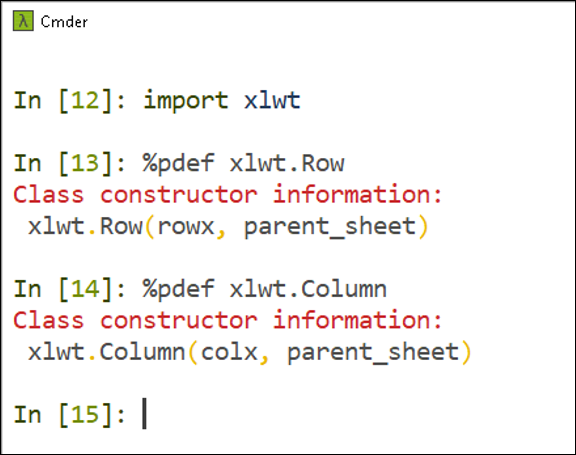 λ Cmder
In [12]: import xlwt
In [13]: %pdef xlwt.Row
Class constructor information:
 xlwt.Row(rowx, parent_sheet)
In [14]: %pdef xlwt.Column
Class constructor information:
 xlwt.Column(colx, parent_sheet)
In [15]: